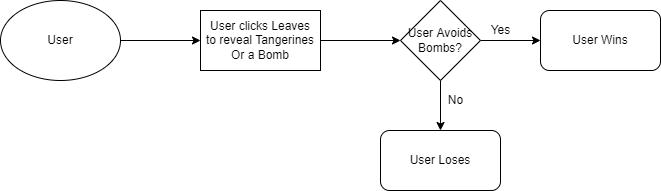 User
User clicks Leaves
to reveal Tangerines
Or a Bomb
User Avoids
Bombs?
Yes
User Wins
No
User Loses